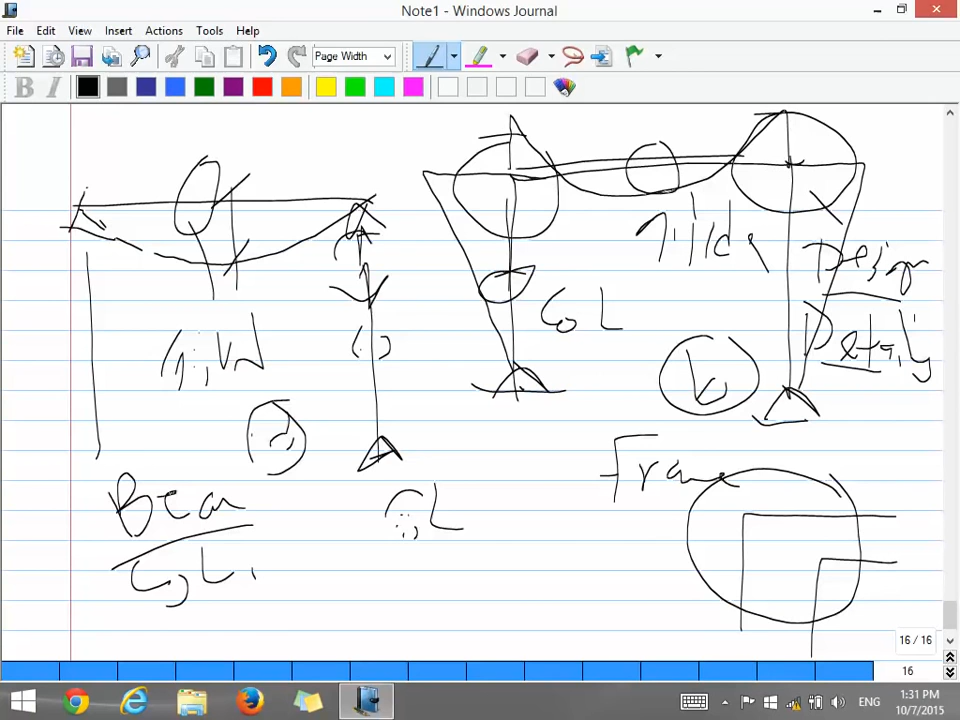 Note1 - Windows Journal
File Edit View Insert Actions Tools Help
Page Width
B I
Col
Design
Details
b
a
Frame
Beam
Col.
16 / 16
16
ENG
1:31 PM
10/7/2015